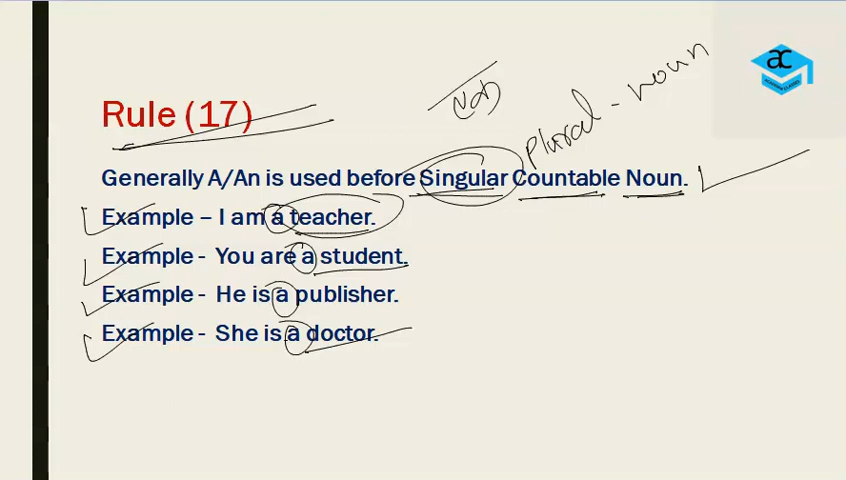 ac
Rule (17)
Plural - noun
Generally A/An is used before Singular Countable Noun.
Example – I am a teacher.
Example - You are a student.
Example - He is a publisher.
Example - She is a doctor.